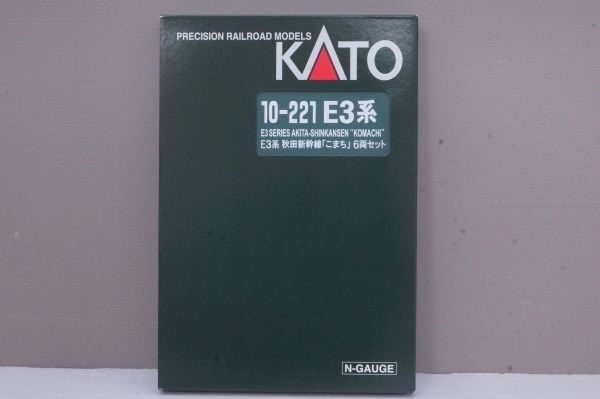 PRECISION RAILROAD MODELS
KATO
10-221 E3系
E3 SERIES AKITA-SHINKANSEN "KOMACHI"
E3系 秋田新幹線「こまち」6両セット
N-GAUGE